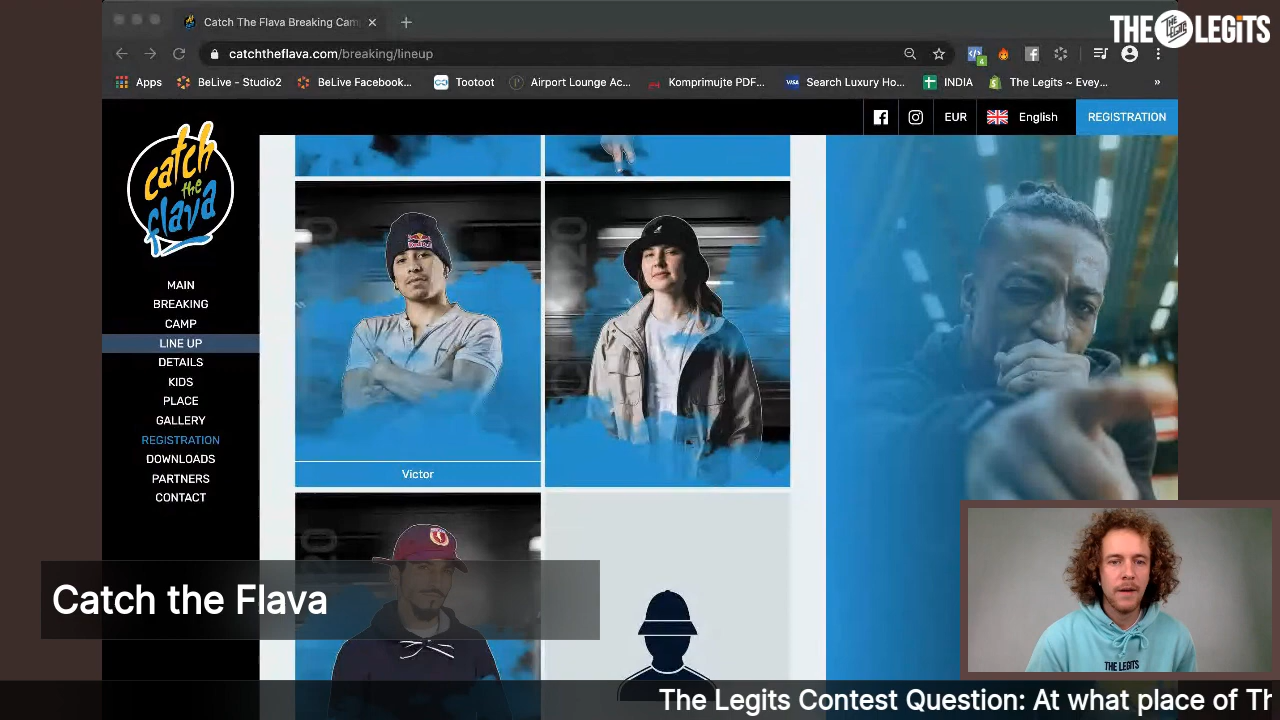 Catch The Flava Breaking Cam
THE LEGITS
catchtheflava.com/breaking/lineup
4
Apps
BeLive - Studio2
BeLive Facebook...
Tootoot
Airport Lounge Ac...
Komprimujte PDF...
VISA
Search Luxury Ho...
INDIA
The Legits ~ Evey...
»
EUR
English
REGISTRATION
catch
the
flava
MAIN
BREAKING
CAMP
LINE UP
DETAILS
KIDS
PLACE
GALLERY
REGISTRATION
DOWNLOADS
PARTNERS
CONTACT
Victor
Catch the Flava
THE LEGITS
The Legits Contest Question: At what place of Th